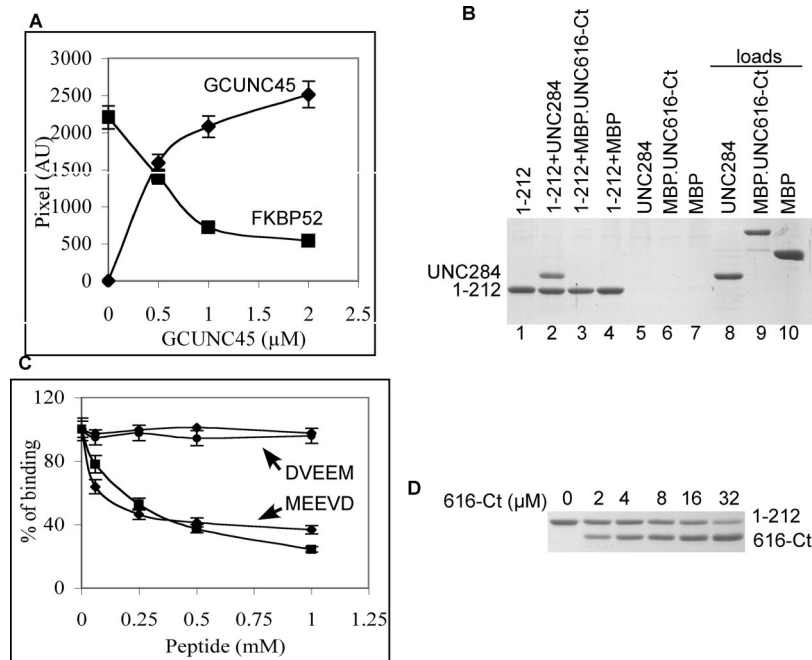 A
3000
2500
2000
1500
1000
500
0
Pixel (AU)
GCUNC45
FKBP52
0 0.5 1 1.5 2 2.5
GCUNC45 (µM)
B
loads
1-212
1-212+UNC284
1-212+MBP.UNC616-Ct
1-212+MBP
UNC284
MBP.UNC616-Ct
MBP
UNC284
MBP.UNC616-Ct
MBP
UNC284
1-212
1 2 3 4 5 6 7 8 9 10
C
120
80
40
0
% of binding
DVEEM
MEEVD
0 0.25 0.5 0.75 1 1.25
Peptide (mM)
D
616-Ct (µM) 0 2 4 8 16 32
1-212
616-Ct